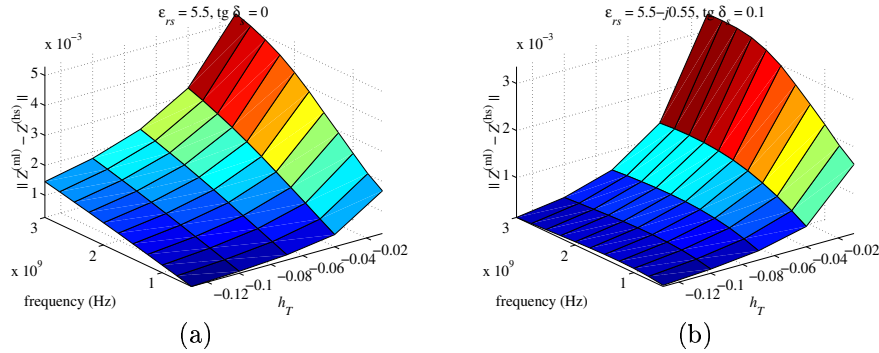 ε_rs = 5.5, tg δ_s = 0
x 10^−3
5
4
3
2
1
|| Z^(ml) − Z^(hs) ||
3
2
1
x 10^9
frequency (Hz)
−0.12
−0.1
−0.08
−0.06
−0.04
−0.02
h_T
(a)
ε_rs = 5.5−j0.55, tg δ_s = 0.1
x 10^−3
3
2
1
|| Z^(ml) − Z^(hs) ||
3
2
1
x 10^9
frequency (Hz)
−0.12
−0.1
−0.08
−0.06
−0.04
−0.02
h_T
(b)